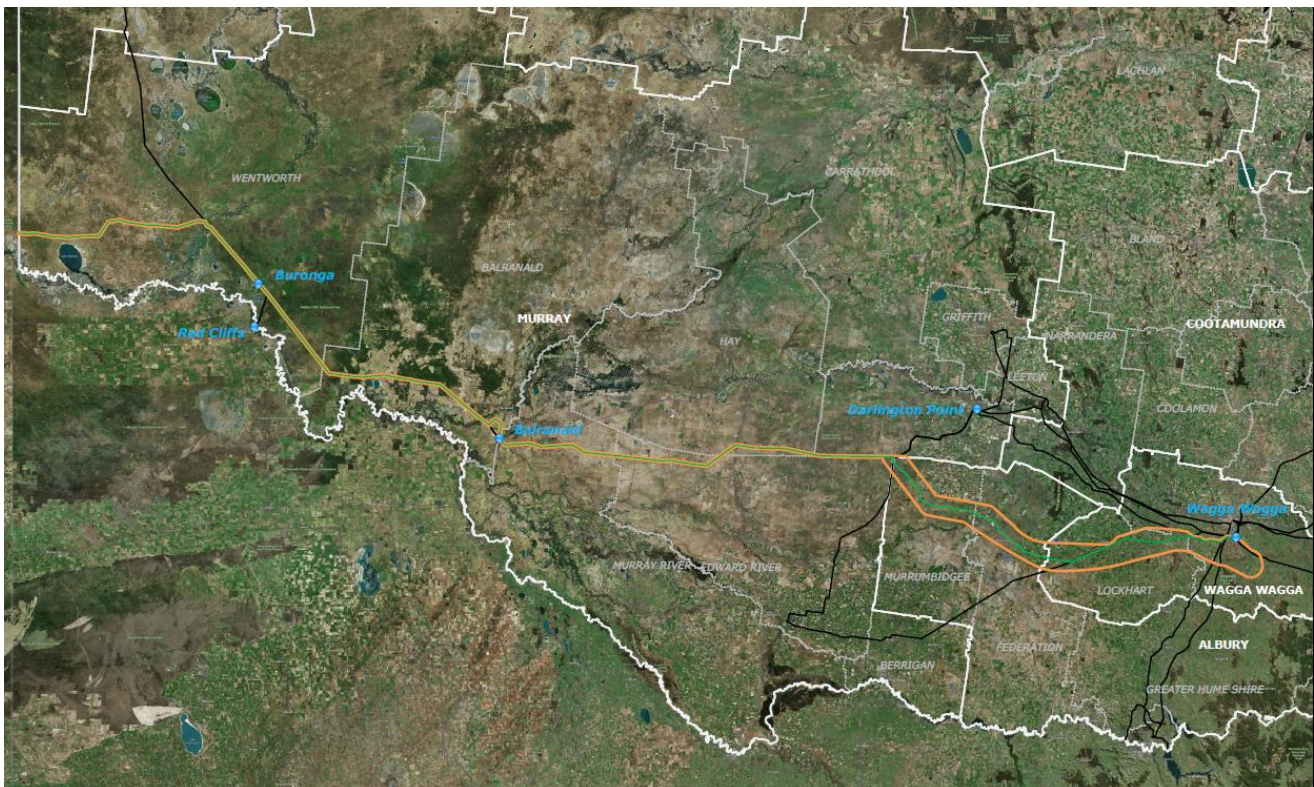 LACHLAN
WENTWORTH
CARRATHOOL
BLAND
BALRANALD
Buronga
MURRAY
GRIFFITH
COOTAMUNDRA
Red Cliffs
NARRANDERA
HAY
LEETON
Darlington Point
COOLAMON
Balranald
Wagga Wagga
MURRAY RIVER
EDWARD RIVER
MURRUMBIDGEE
LOCKHART
WAGGA WAGGA
FEDERATION
ALBURY
BERRIGAN
GREATER HUME SHIRE